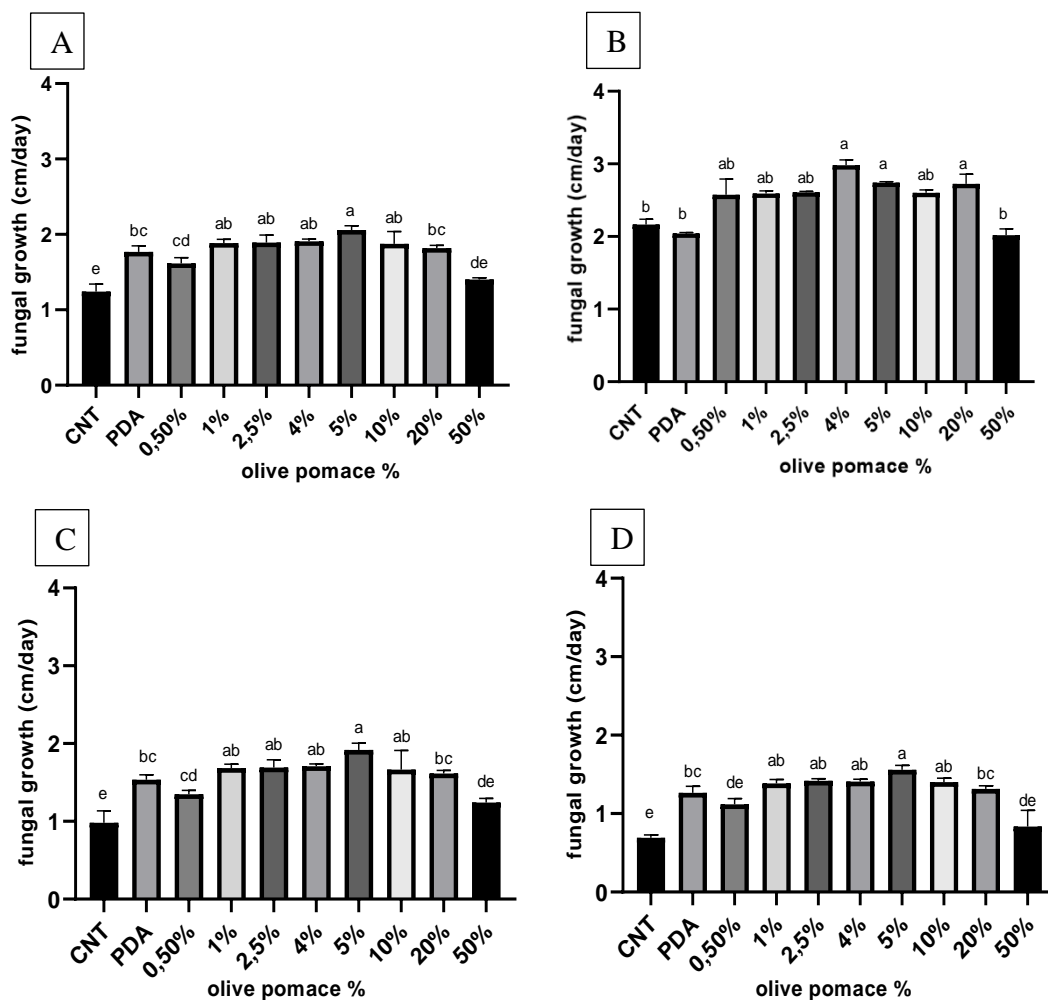 A
fungal growth (cm/day)
4
3
2
1
0
e
bc
cd
ab
ab
ab
a
ab
bc
de
CNT
PDA
0,50%
1%
2,5%
4%
5%
10%
20%
50%
olive pomace %
B
fungal growth (cm/day)
4
3
2
1
0
b
b
ab
ab
ab
a
a
ab
a
b
CNT
PDA
0,50%
1%
2,5%
4%
5%
10%
20%
50%
olive pomace %
C
fungal growth (cm/day)
4
3
2
1
0
e
bc
cd
ab
ab
ab
a
ab
bc
de
CNT
PDA
0,50%
1%
2,5%
4%
5%
10%
20%
50%
olive pomace %
D
fungal growth (cm/day)
4
3
2
1
0
e
bc
de
ab
ab
ab
a
ab
bc
de
CNT
PDA
0,50%
1%
2,5%
4%
5%
10%
20%
50%
olive pomace %